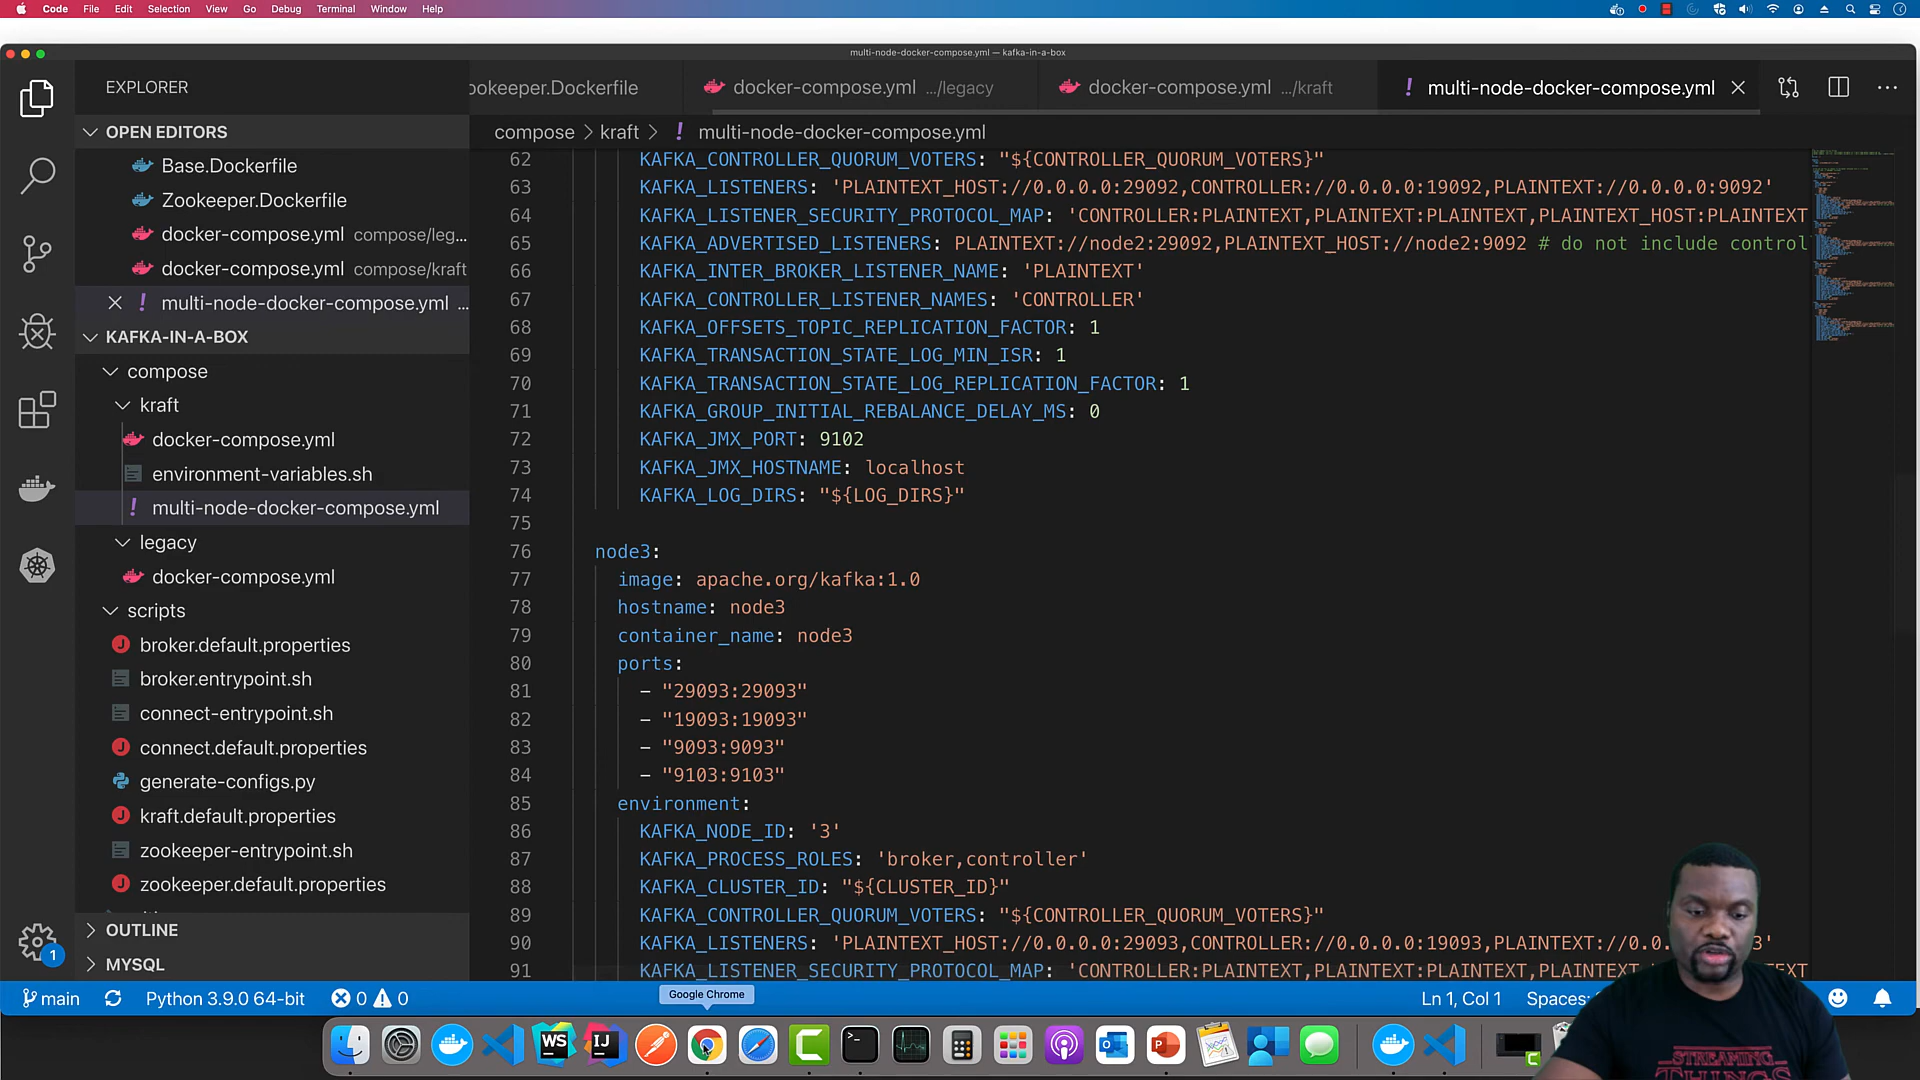 Code File Edit Selection View Go Debug Terminal Window Help
multi-node-docker-compose.yml — kafka-in-a-box
EXPLORER
OPEN EDITORS
Base.Dockerfile
Zookeeper.Dockerfile
docker-compose.yml compose/leg...
docker-compose.yml compose/kraft
multi-node-docker-compose.yml ...
KAFKA-IN-A-BOX
compose
kraft
docker-compose.yml
environment-variables.sh
multi-node-docker-compose.yml
legacy
docker-compose.yml
scripts
broker.default.properties
broker.entrypoint.sh
connect-entrypoint.sh
connect.default.properties
generate-configs.py
kraft.default.properties
zookeeper-entrypoint.sh
zookeeper.default.properties
OUTLINE
MYSQL
1
ookeeper.Dockerfile docker-compose.yml .../legacy docker-compose.yml .../kraft ! multi-node-docker-compose.yml
compose > kraft > ! multi-node-docker-compose.yml
62 KAFKA_CONTROLLER_QUORUM_VOTERS: "${CONTROLLER_QUORUM_VOTERS}"
63 KAFKA_LISTENERS: 'PLAINTEXT_HOST://0.0.0.0:29092,CONTROLLER://0.0.0.0:19092,PLAINTEXT://0.0.0.0:9092'
64 KAFKA_LISTENER_SECURITY_PROTOCOL_MAP: 'CONTROLLER:PLAINTEXT,PLAINTEXT:PLAINTEXT,PLAINTEXT_HOST:PLAINTEXT
65 KAFKA_ADVERTISED_LISTENERS: PLAINTEXT://node2:29092,PLAINTEXT_HOST://node2:9092 # do not include control
66 KAFKA_INTER_BROKER_LISTENER_NAME: 'PLAINTEXT'
67 KAFKA_CONTROLLER_LISTENER_NAMES: 'CONTROLLER'
68 KAFKA_OFFSETS_TOPIC_REPLICATION_FACTOR: 1
69 KAFKA_TRANSACTION_STATE_LOG_MIN_ISR: 1
70 KAFKA_TRANSACTION_STATE_LOG_REPLICATION_FACTOR: 1
71 KAFKA_GROUP_INITIAL_REBALANCE_DELAY_MS: 0
72 KAFKA_JMX_PORT: 9102
73 KAFKA_JMX_HOSTNAME: localhost
74 KAFKA_LOG_DIRS: "${LOG_DIRS}"
75
76 node3:
77 image: apache.org/kafka:1.0
78 hostname: node3
79 container_name: node3
80 ports:
81 - "29093:29093"
82 - "19093:19093"
83 - "9093:9093"
84 - "9103:9103"
85 environment:
86 KAFKA_NODE_ID: '3'
87 KAFKA_PROCESS_ROLES: 'broker,controller'
88 KAFKA_CLUSTER_ID: "${CLUSTER_ID}"
89 KAFKA_CONTROLLER_QUORUM_VOTERS: "${CONTROLLER_QUORUM_VOTERS}"
90 KAFKA_LISTENERS: 'PLAINTEXT_HOST://0.0.0.0:29093,CONTROLLER://0.0.0.0:19093,PLAINTEXT://0.0. 3'
91 KAFKA_LISTENER_SECURITY_PROTOCOL_MAP: 'CONTROLLER:PLAINTEXT,PLAINTEXT:PLAINTEXT,PLAINTEXT
main Python 3.9.0 64-bit 0 0 Ln 1, Col 1 Spaces:
Google Chrome
WS IJ
STREAMING
THINGS